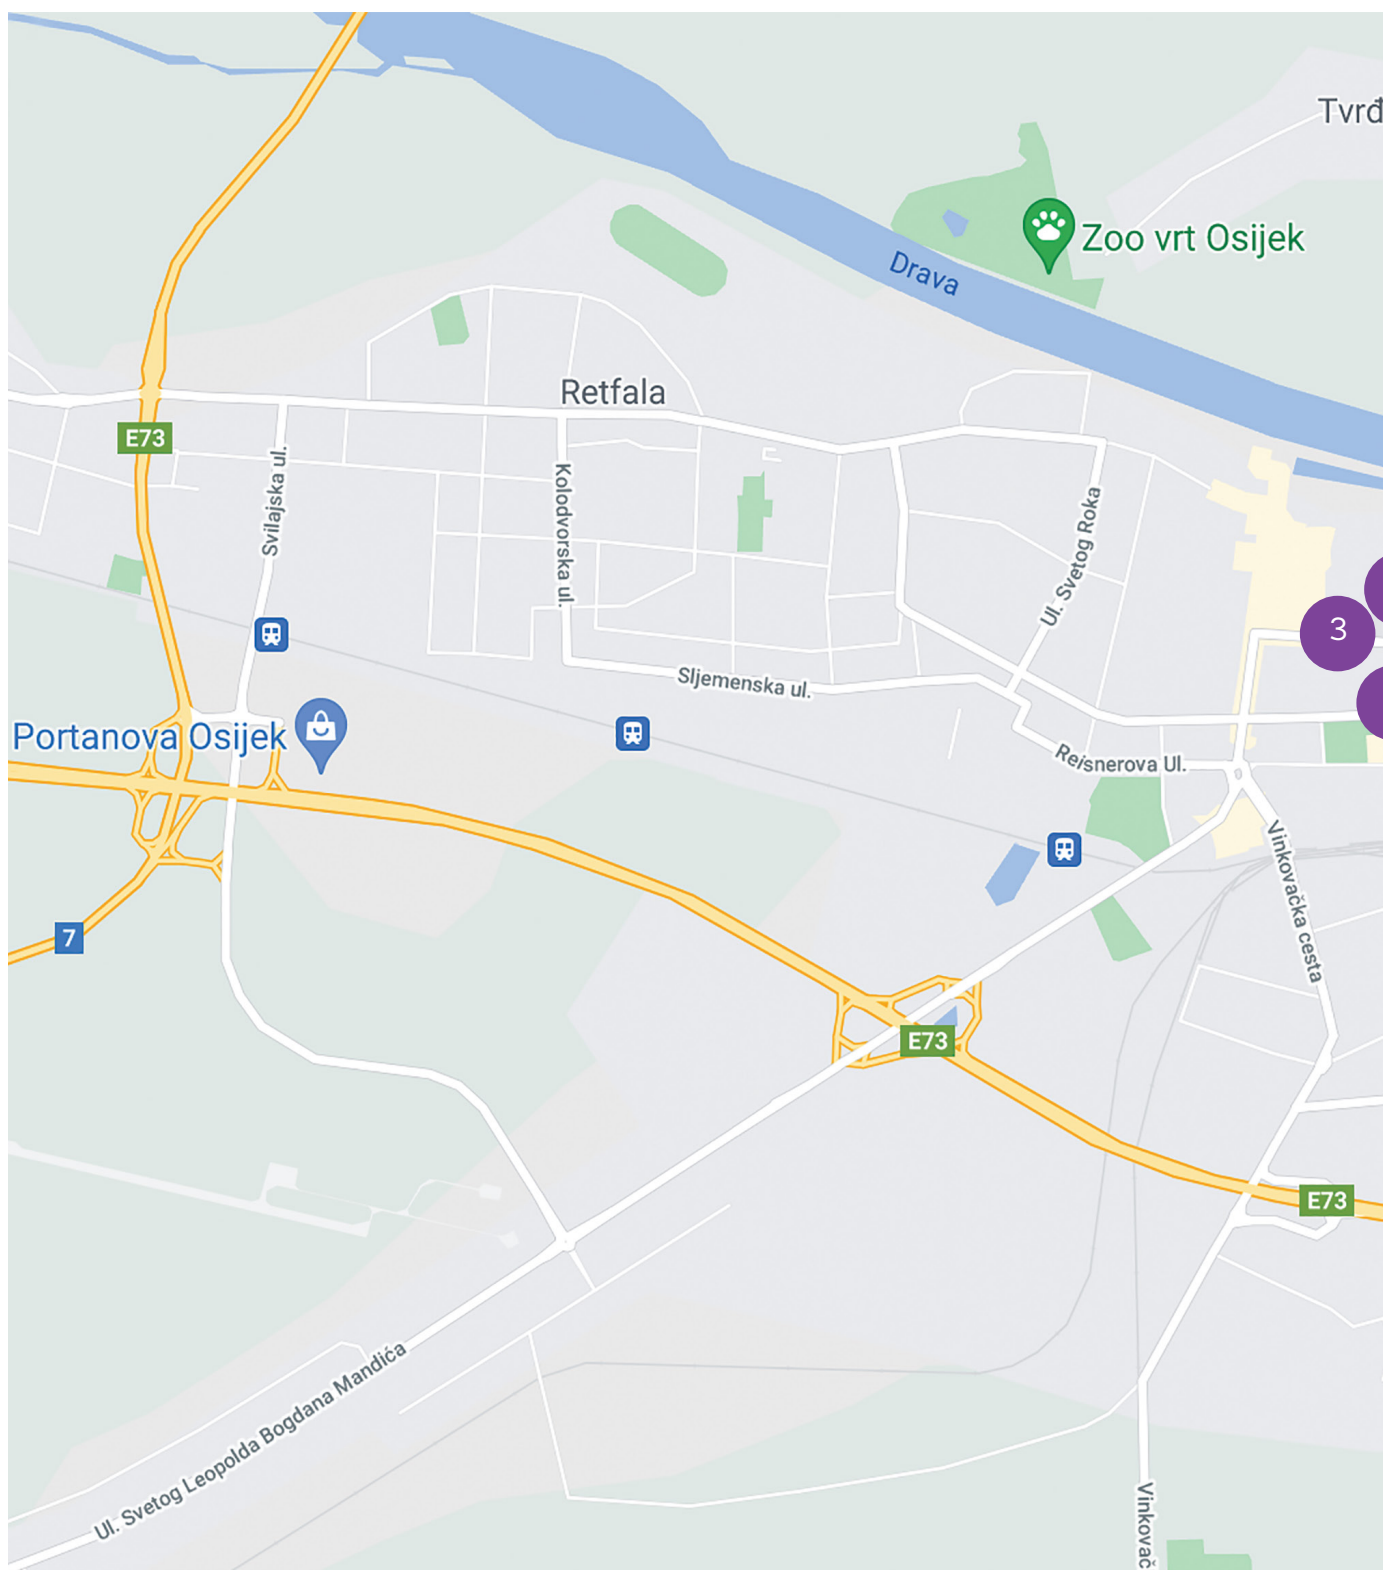 Tvrđ
Zoo vrt Osijek
Drava
Retfala
E73
Svilajska ul.
Kolodvorska ul.
Ul. Svetog Roka
3
Sljemenska ul.
Portanova Osijek
Reisnerova Ul.
Vinkovačka cesta
7
E73
E73
Ul. Svetog Leopolda Bogdana Mandića
Vinkovač